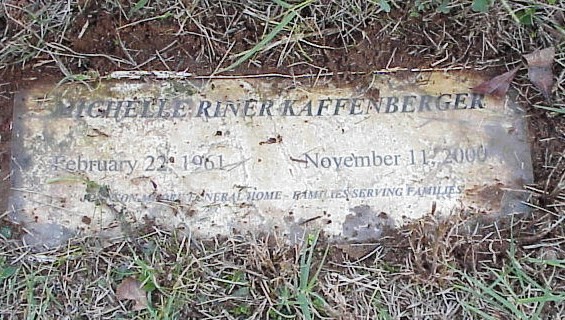 MICHELLE RINER KAFFENBERGER
February 22, 1961 November 11, 2000
FUNERAL HOME - FAMILIES SERVING FAMILIES